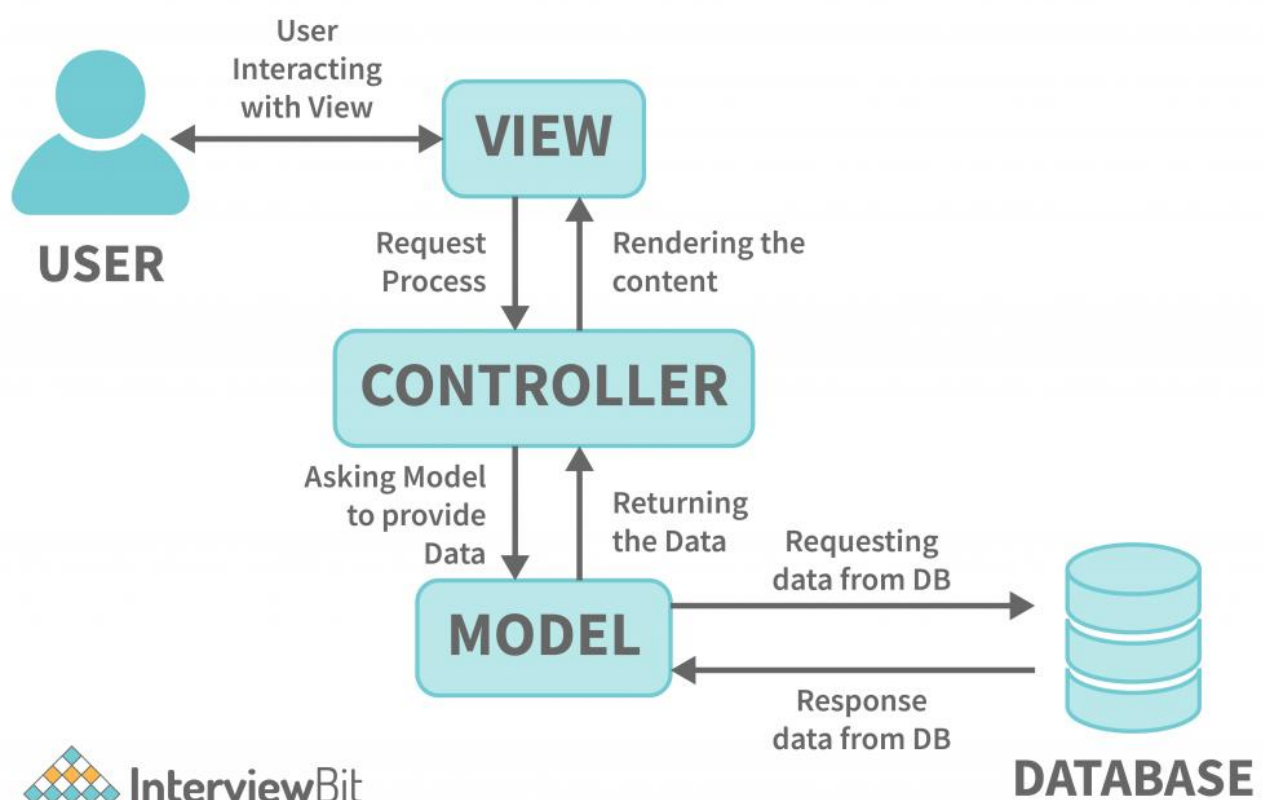 User
Interacting
with View
VIEW
USER
Request
Process
Rendering the
content
CONTROLLER
Asking Model
to provide
Data
Returning
the Data
Requesting
data from DB
MODEL
Response
data from DB
DATABASE
InterviewBit